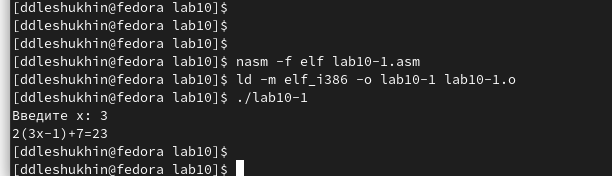 [ddleshukhin@fedora lab10]$
[ddleshukhin@fedora lab10]$
[ddleshukhin@fedora lab10]$
[ddleshukhin@fedora lab10]$ nasm -f elf lab10-1.asm
[ddleshukhin@fedora lab10]$ ld -m elf_i386 -o lab10-1 lab10-1.o
[ddleshukhin@fedora lab10]$ ./lab10-1
Введите x: 3
2(3x-1)+7=23
[ddleshukhin@fedora lab10]$
[ddleshukhin@fedora lab10]$